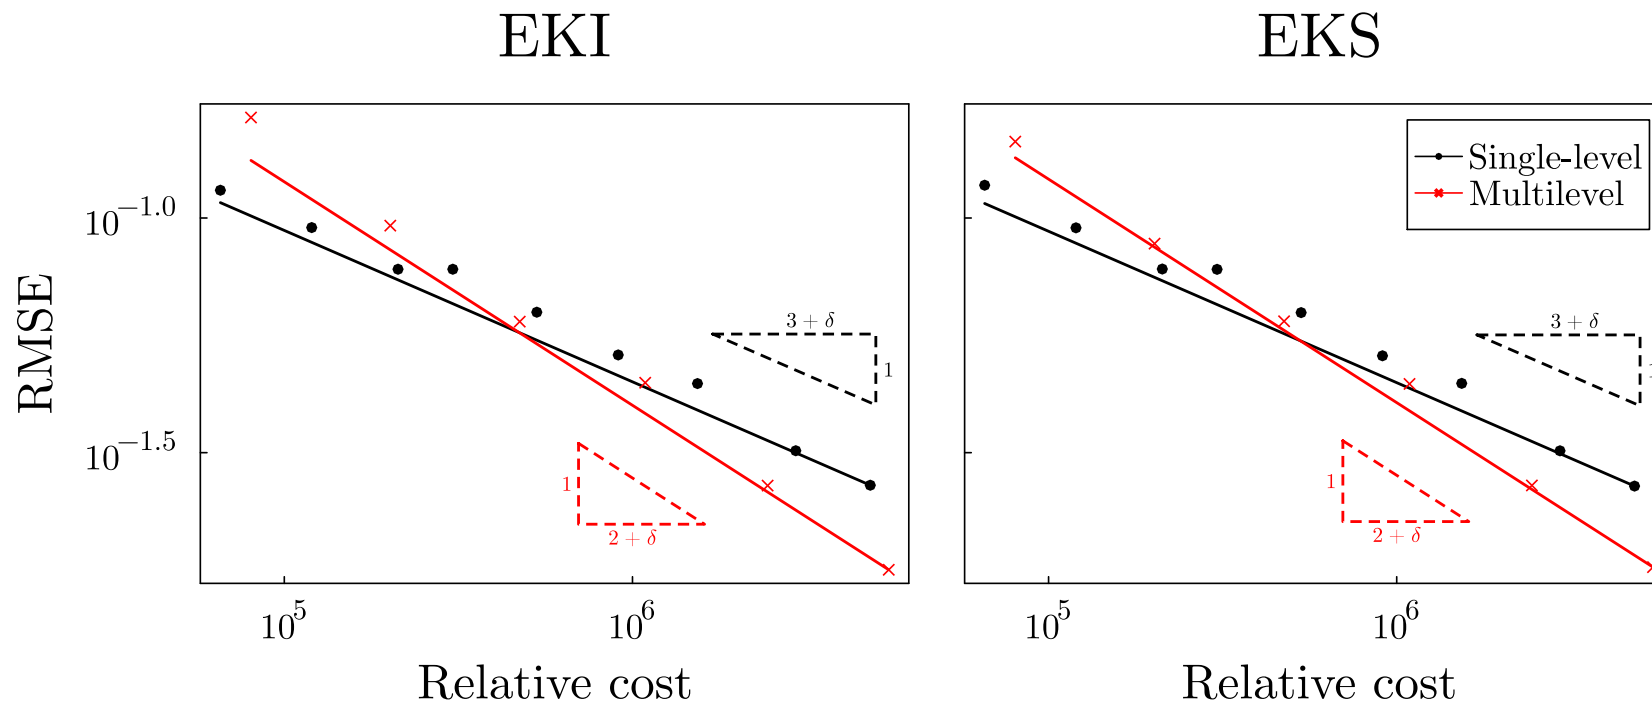 EKI
EKS
RMSE
10^−1.0
10^−1.5
3 + δ
1
1
2 + δ
10^5
10^6
Relative cost
Single-level
Multilevel
3 + δ
1
1
2 + δ
10^5
10^6
Relative cost